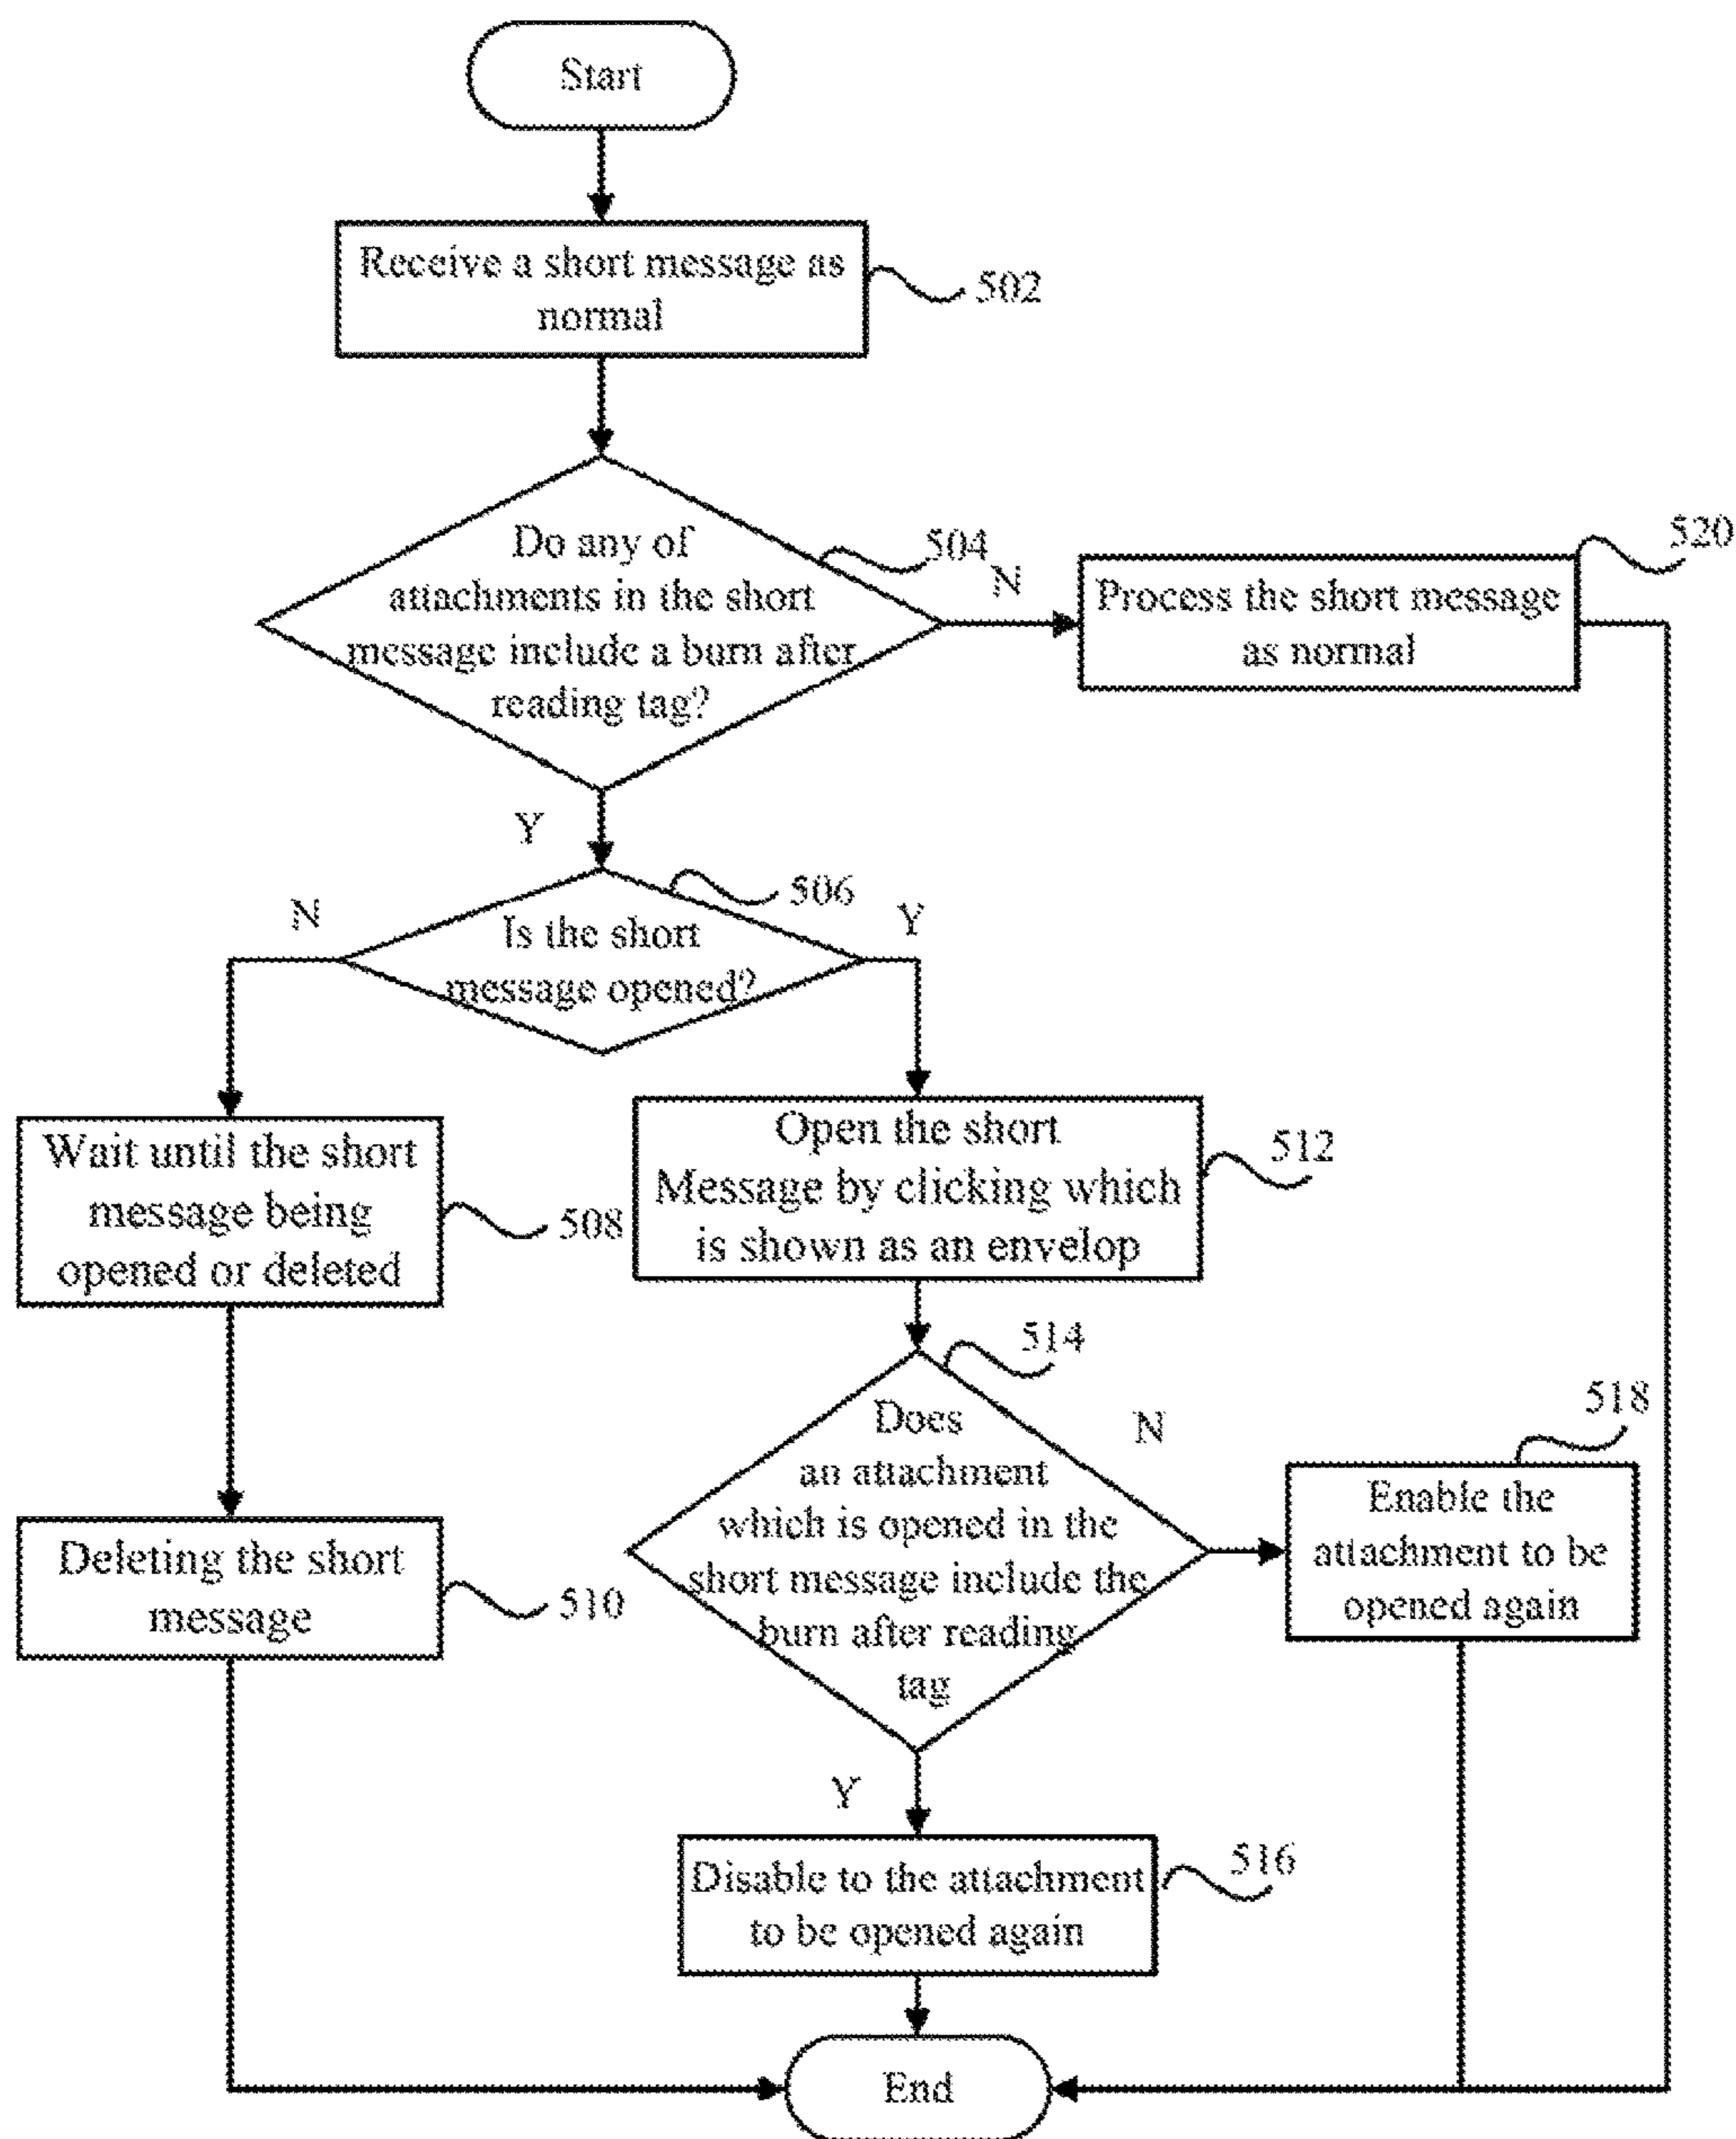 Start
Receive a short message as
normal
502
Do any of
attachments in the short
message include a burn after
reading tag?
504
N
520
Process the short message
as normal
Y
506
N
Is the short
message opened?
Y
Wait until the short
message being
opened or deleted
508
Open the short
Message by clicking which
is shown as an envelop
512
514
Does
an attachment
which is opened in the
short message include the
burn after reading
tag
N
518
Enable the
attachment to be
opened again
Deleting the short
message
510
Y
Disable to the attachment
to be opened again
516
End